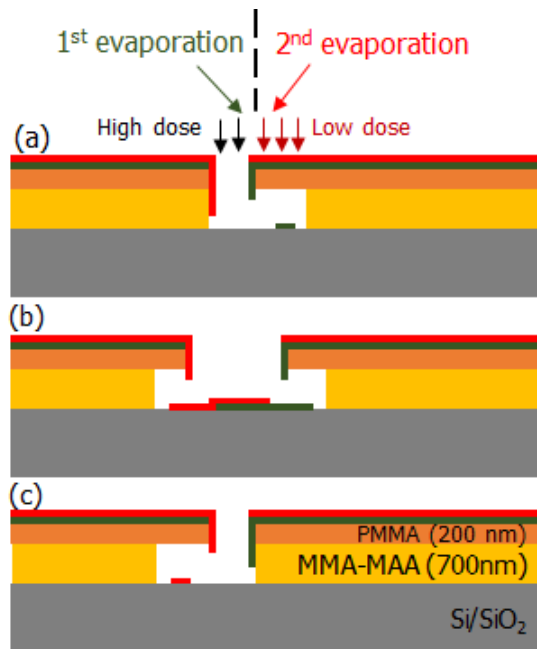 1st evaporation
2nd evaporation
High dose
Low dose
(a)
(b)
(c)
PMMA (200 nm)
MMA-MAA (700nm)
Si/SiO2